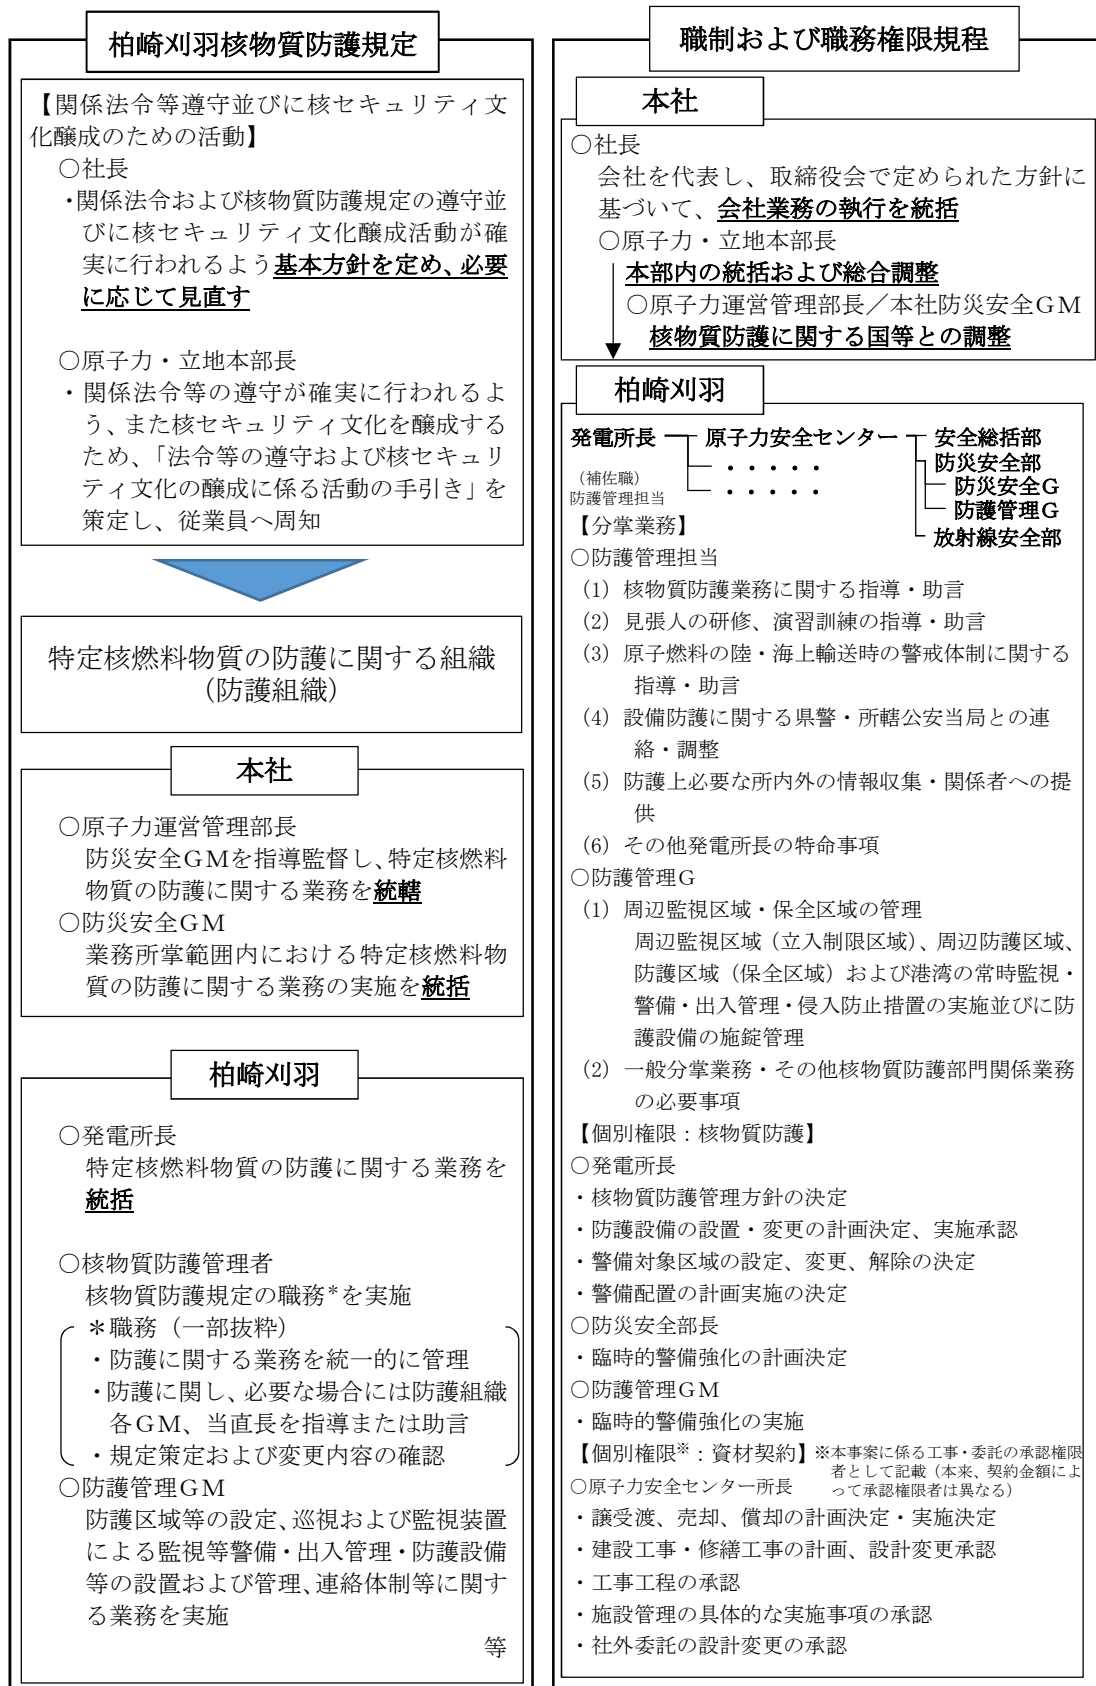 柏崎刈羽核物質防護規定
【関係法令等遵守並びに核セキュリティ文
化醸成のための活動】
○社長
・関係法令および核物質防護規定の遵守並
びに核セキュリティ文化醸成活動が確
実に行われるよう基本方針を定め、必要
に応じて見直す
○原子力・立地本部長
・関係法令等の遵守が確実に行われるよ
う、また核セキュリティ文化を醸成する
ため、「法令等の遵守および核セキュリ
ティ文化の醸成に係る活動の手引き」を
策定し、従業員へ周知
特定核燃料物質の防護に関する組織
(防護組織)
本社
○原子力運営管理部長
防災安全GMを指導監督し、特定核燃料
物質の防護に関する業務を統轄
○防災安全GM
業務所掌範囲内における特定核燃料物
質の防護に関する業務の実施を統括
柏崎刈羽
○発電所長
特定核燃料物質の防護に関する業務を
統括
○核物質防護管理者
核物質防護規定の職務*を実施
＊職務（一部抜粋）
・防護に関する業務を統一的に管理
・防護に関し、必要な場合には防護組織
各GM、当直長を指導または助言
・規定策定および変更内容の確認
○防護管理GM
防護区域等の設定、巡視および監視装置
による監視等警備・出入管理・防護設備
等の設置および管理、連絡体制等に関す
る業務を実施
等
職制および職務権限規程
本社
○社長
会社を代表し、取締役会で定められた方針に
基づいて、会社業務の執行を統括
○原子力・立地本部長
本部内の統括および総合調整
○原子力運営管理部長／本社防災安全GM
核物質防護に関する国等との調整
柏崎刈羽
発電所長 原子力安全センター 安全総括部
・・・・・ 防災安全部
（補佐職） ・・・・・ 防災安全G
防護管理担当 防護管理G
【分掌業務】 放射線安全部
○防護管理担当
（1）核物質防護業務に関する指導・助言
（2）見張人の研修、演習訓練の指導・助言
（3）原子燃料の陸・海上輸送時の警戒体制に関する
指導・助言
（4）設備防護に関する県警・所轄公安当局との連
絡・調整
（5）防護上必要な所内外の情報収集・関係者への提
供
（6）その他発電所長の特命事項
○防護管理G
（1）周辺監視区域・保全区域の管理
周辺監視区域（立入制限区域）、周辺防護区域、
防護区域（保全区域）および港湾の常時監視・
警備・出入管理・侵入防止措置の実施並びに防
護設備の施錠管理
（2）一般分掌業務・その他核物質防護部門関係業務
の必要事項
【個別権限：核物質防護】
○発電所長
・核物質防護管理方針の決定
・防護設備の設置・変更の計画決定、実施承認
・警備対象区域の設定、変更、解除の決定
・警備配置の計画実施の決定
○防災安全部長
・臨時的警備強化の計画決定
○防護管理GM
・臨時的警備強化の実施
【個別権限※：資材契約】※本事案に係る工事・委託の承認権限
者として記載（本来、契約金額によ
って承認権限者は異なる）
○原子力安全センター所長
・譲受渡、売却、償却の計画決定・実施決定
・建設工事・修繕工事の計画、設計変更承認
・工事工程の承認
・施設管理の具体的な実施事項の承認
・社外委託の設計変更の承認